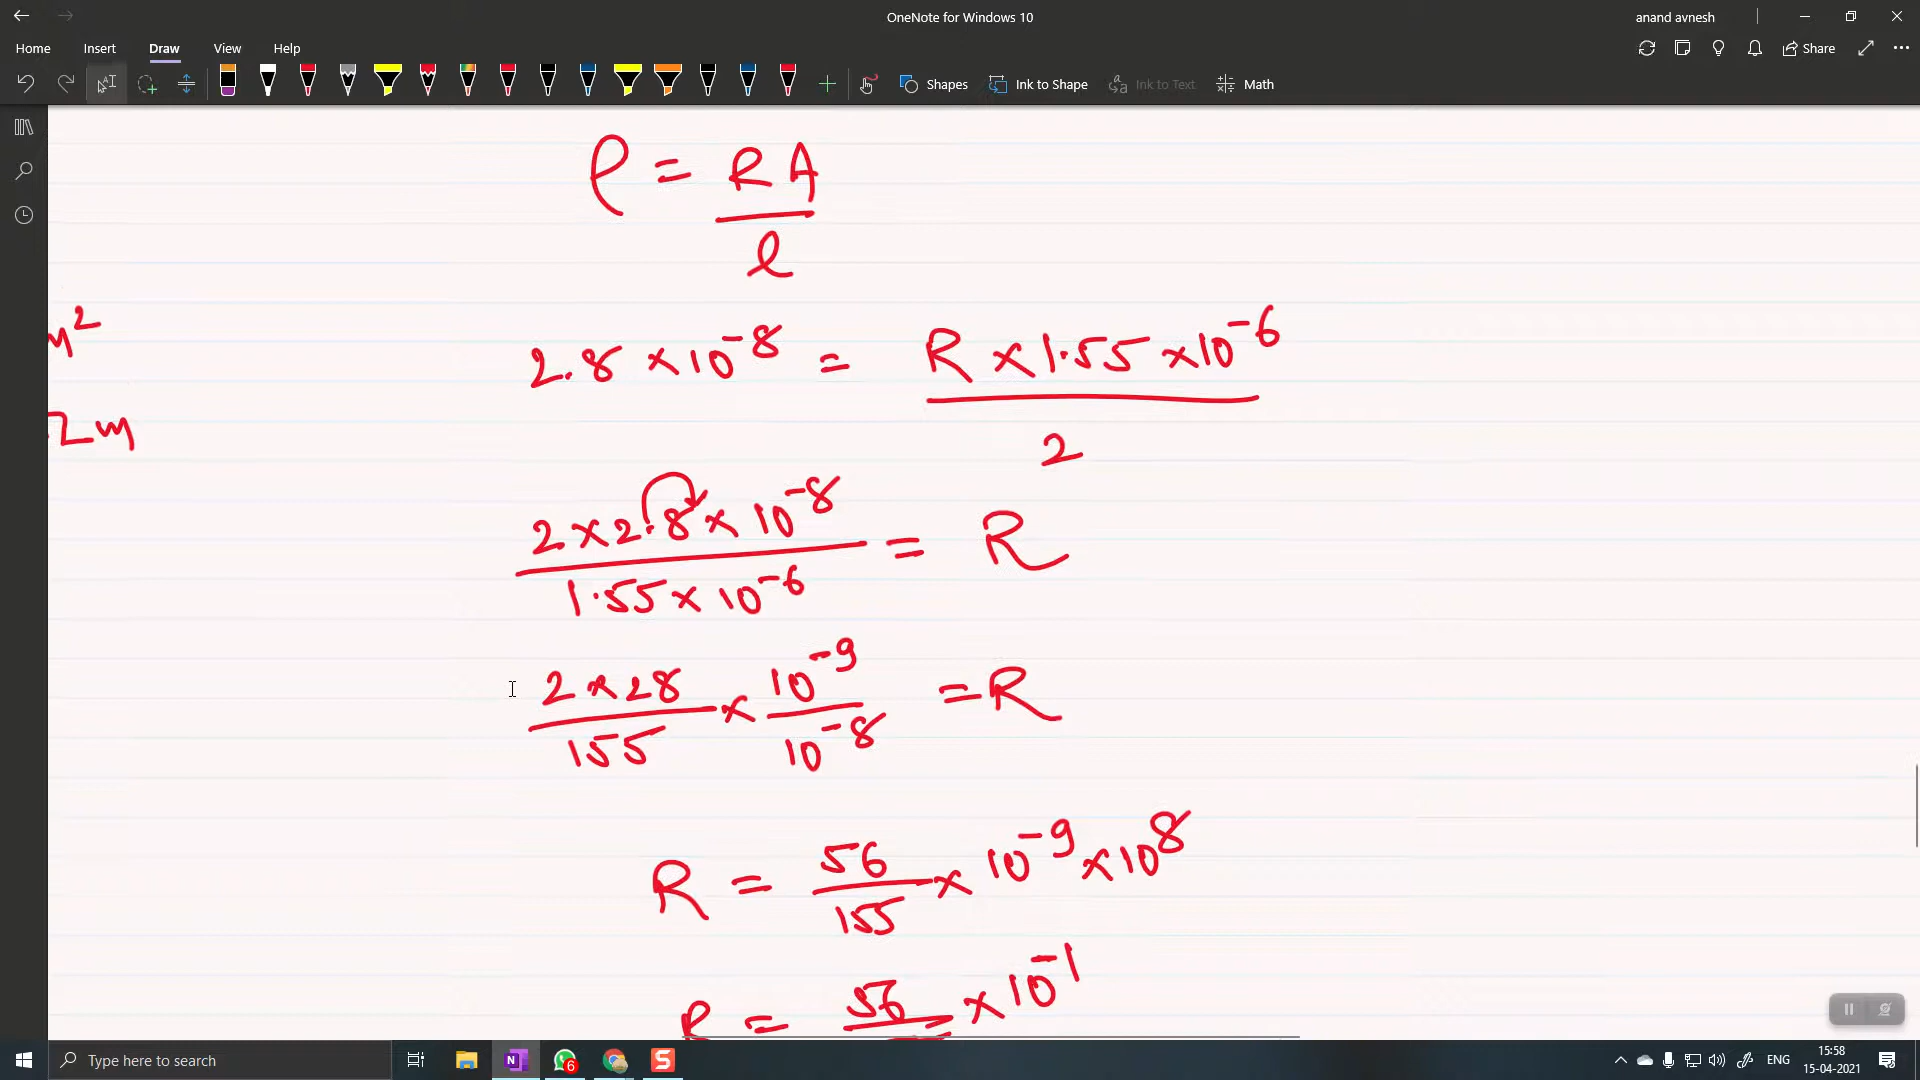 OneNote for Windows 10
anand avnesh
Home Insert Draw View Help
Share
Shapes Ink to Shape Ink to Text Math
ρ = RA
l
m²
2m
2.8 × 10⁻⁸ = R × 1.55 × 10⁻⁶
2
2 × 2.8 × 10⁻⁸ = R
1.55 × 10⁻⁶
2 × 28 × 10⁻⁹ = R
155 10⁻⁸
R = 56 × 10⁻⁹ × 10⁸
155
R = 56 × 10⁻¹
Type here to search
6
ENG
15:58
15-04-2021